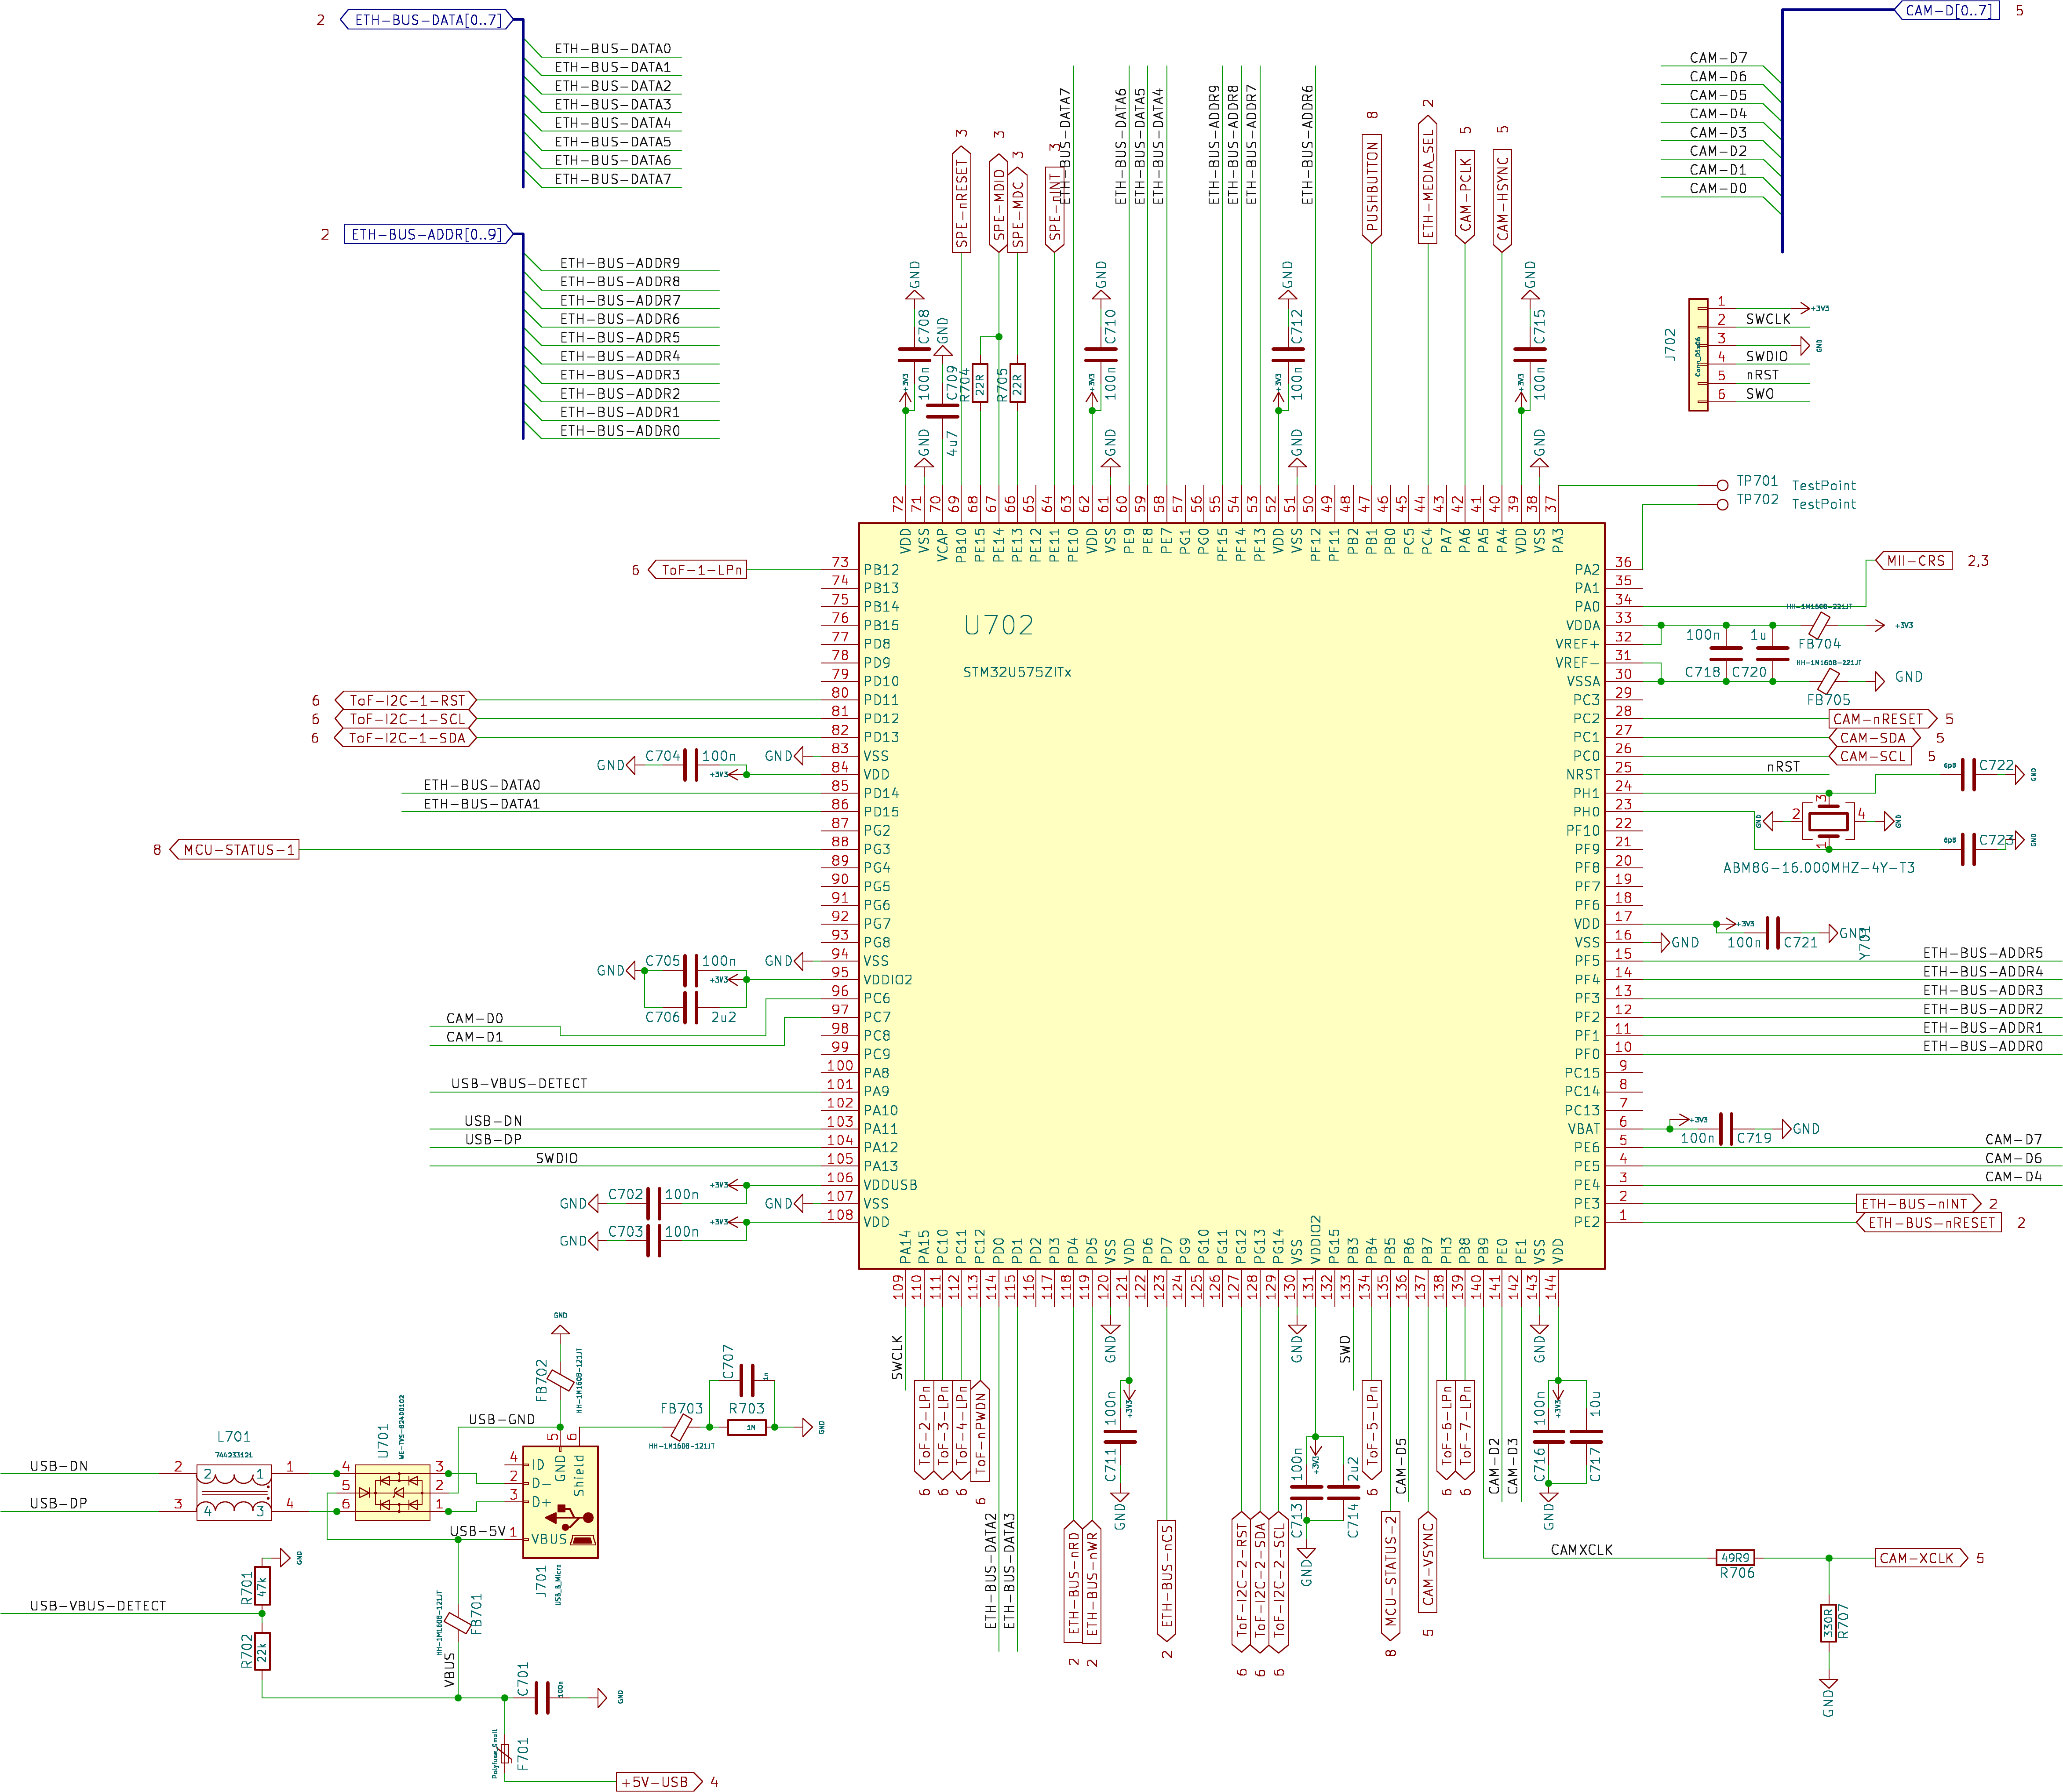 2 ETH-BUS-DATA[0..7]
ETH-BUS-DATA0
ETH-BUS-DATA1
ETH-BUS-DATA2
ETH-BUS-DATA3
ETH-BUS-DATA4
ETH-BUS-DATA5
ETH-BUS-DATA6
ETH-BUS-DATA7
2 ETH-BUS-ADDR[0..9]
ETH-BUS-ADDR9
ETH-BUS-ADDR8
ETH-BUS-ADDR7
ETH-BUS-ADDR6
ETH-BUS-ADDR5
ETH-BUS-ADDR4
ETH-BUS-ADDR3
ETH-BUS-ADDR2
ETH-BUS-ADDR1
ETH-BUS-ADDR0
CAM-D[0..7] 5
CAM-D7
CAM-D6
CAM-D5
CAM-D4
CAM-D3
CAM-D2
CAM-D1
CAM-D0
SPE-nRESET 3
SPE-MDIO 3
SPE-MDC 3
SPE-nINT 3
ETH-BUS-DATA7
ETH-BUS-DATA6
ETH-BUS-DATA5
ETH-BUS-DATA4
ETH-BUS-ADDR9
ETH-BUS-ADDR8
ETH-BUS-ADDR7
ETH-BUS-ADDR6
PUSHBUTTON 8
ETH-MEDIA_SEL 2
CAM-PCLK 5
CAM-HSYNC 5
GND
C708
100n
+3V3
GND
GND
C709
4u7
R704
22R
R705
22R
GND
C710
100n
+3V3
GND
GND
C712
100n
+3V3
GND
GND
C715
100n
+3V3
GND
J702
Conn_01x06
1 +3V3
2 SWCLK
3 GND
4 SWDIO
5 nRST
6 SWO
TP701 TestPoint
TP702 TestPoint
72 VDD
71 VSS
70 VCAP
69 PB10
68 PE15
67 PE14
66 PE13
65 PE12
64 PE11
63 PE10
62 VDD
61 VSS
60 PE9
59 PE8
58 PE7
57 PG1
56 PG0
55 PF15
54 PF14
53 PF13
52 VDD
51 VSS
50 PF12
49 PF11
48 PB2
47 PB1
46 PB0
45 PC5
44 PC4
43 PA7
42 PA6
41 PA5
40 PA4
39 VDD
38 VSS
37 PA3
U702
STM32U575ZITx
6 ToF-1-LPn 73 PB12
74 PB13
75 PB14
76 PB15
77 PD8
78 PD9
79 PD10
6 ToF-I2C-1-RST 80 PD11
6 ToF-I2C-1-SCL 81 PD12
6 ToF-I2C-1-SDA 82 PD13
GND 83 VSS
GND C704 100n +3V3 84 VDD
ETH-BUS-DATA0 85 PD14
ETH-BUS-DATA1 86 PD15
87 PG2
8 MCU-STATUS-1 88 PG3
89 PG4
90 PG5
91 PG6
92 PG7
93 PG8
GND 94 VSS
GND C705 100n +3V3 95 VDDIO2
C706 2u2
96 PC6
CAM-D0
97 PC7
CAM-D1
98 PC8
99 PC9
100 PA8
USB-VBUS-DETECT 101 PA9
102 PA10
USB-DN 103 PA11
USB-DP 104 PA12
SWDIO 105 PA13
+3V3 106 VDDUSB
GND C702 100n GND 107 VSS
+3V3 108 VDD
GND C703 100n
PA2 36
PA1 35
PA0 34
MII-CRS 2,3
VDDA 33
VREF+ 32
VREF- 31
VSSA 30
100n C718
1u C720
HH-1M1608-221JT
FB704
+3V3
HH-1M1608-221JT
FB705
GND
PC3 29
PC2 28 CAM-nRESET 5
PC1 27 CAM-SDA 5
PC0 26 CAM-SCL 5
NRST 25 nRST
PH1 24
6p8 C722 GND
PH0 23
GND 2 3 1 4 GND
6p8 C723 GND
ABM8G-16.000MHZ-4Y-T3
Y701
PF10 22
PF9 21
PF8 20
PF7 19
PF6 18
VDD 17 +3V3
100n C721 GND
VSS 16 GND
PF5 15 ETH-BUS-ADDR5
PF4 14 ETH-BUS-ADDR4
PF3 13 ETH-BUS-ADDR3
PF2 12 ETH-BUS-ADDR2
PF1 11 ETH-BUS-ADDR1
PF0 10 ETH-BUS-ADDR0
PC15 9
PC14 8
PC13 7
VBAT 6 +3V3
100n C719 GND
PE6 5 CAM-D7
PE5 4 CAM-D6
PE4 3 CAM-D4
PE3 2 ETH-BUS-nINT 2
PE2 1 ETH-BUS-nRESET 2
PA14 109 SWCLK
PA15 110 ToF-2-LPn 6
PC10 111 ToF-3-LPn 6
PC11 112 ToF-4-LPn 6
PC12 113 ToF-nPWDN 6
PD0 114 ETH-BUS-DATA2
PD1 115 ETH-BUS-DATA3
PD2 116
PD3 117
PD4 118 ETH-BUS-nRD 2
PD5 119 ETH-BUS-nWR 2
VSS 120 GND
VDD 121 +3V3
100n C711 GND
PD6 122
PD7 123 ETH-BUS-nCS 2
PG9 124
PG10 125
PG11 126
PG12 127 ToF-I2C-2-RST 6
PG13 128 ToF-I2C-2-SDA 6
PG14 129 ToF-I2C-2-SCL 6
VSS 130 GND
VDDIO2 131 +3V3
100n C713 2u2 C714 GND
PG15 132
PB3 133 SWO
PB4 134 ToF-5-LPn 6
PB5 135 MCU-STATUS-2 8
PB6 136 CAM-D5
PB7 137 CAM-VSYNC 5
PH3 138 ToF-6-LPn 6
PB8 139 ToF-7-LPn 6
PB9 140
PE0 141 CAM-D2
PE1 142 CAM-D3
VSS 143 GND
VDD 144 +3V3
100n C716 10u C717 GND
CAMXCLK 49R9 R706 CAM-XCLK 5
330R R707
GND
GND
FB702
HH-1M1608-121JT
USB-GND
FB703
HH-1M1608-121JT
C707
1n
R703
1M
GND
L701
744233121
USB-DN 2 2 1 1
USB-DP 3 4 3 4
U701
WE-TVS-82400102
4 3
5 2
6 1
5 6
GND Shield
4 ID
2 D-
3 D+
USB-5V 1 VBUS
J701
USB_B_Micro
GND
R701
47k
USB-VBUS-DETECT
R702
22k
HH-1M1608-121JT
FB701
VBUS
C701
100n
GND
Polyfuse_Small
F701
+5V-USB 4